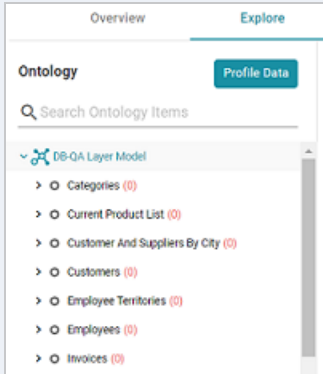 Overview Explore
Ontology Profile Data
Search Ontology Items
DB-QA Layer Model
Categories (0)
Current Product List (0)
Customer And Suppliers By City (0)
Customers (0)
Employee Territories (0)
Employees (0)
Invoices (0)